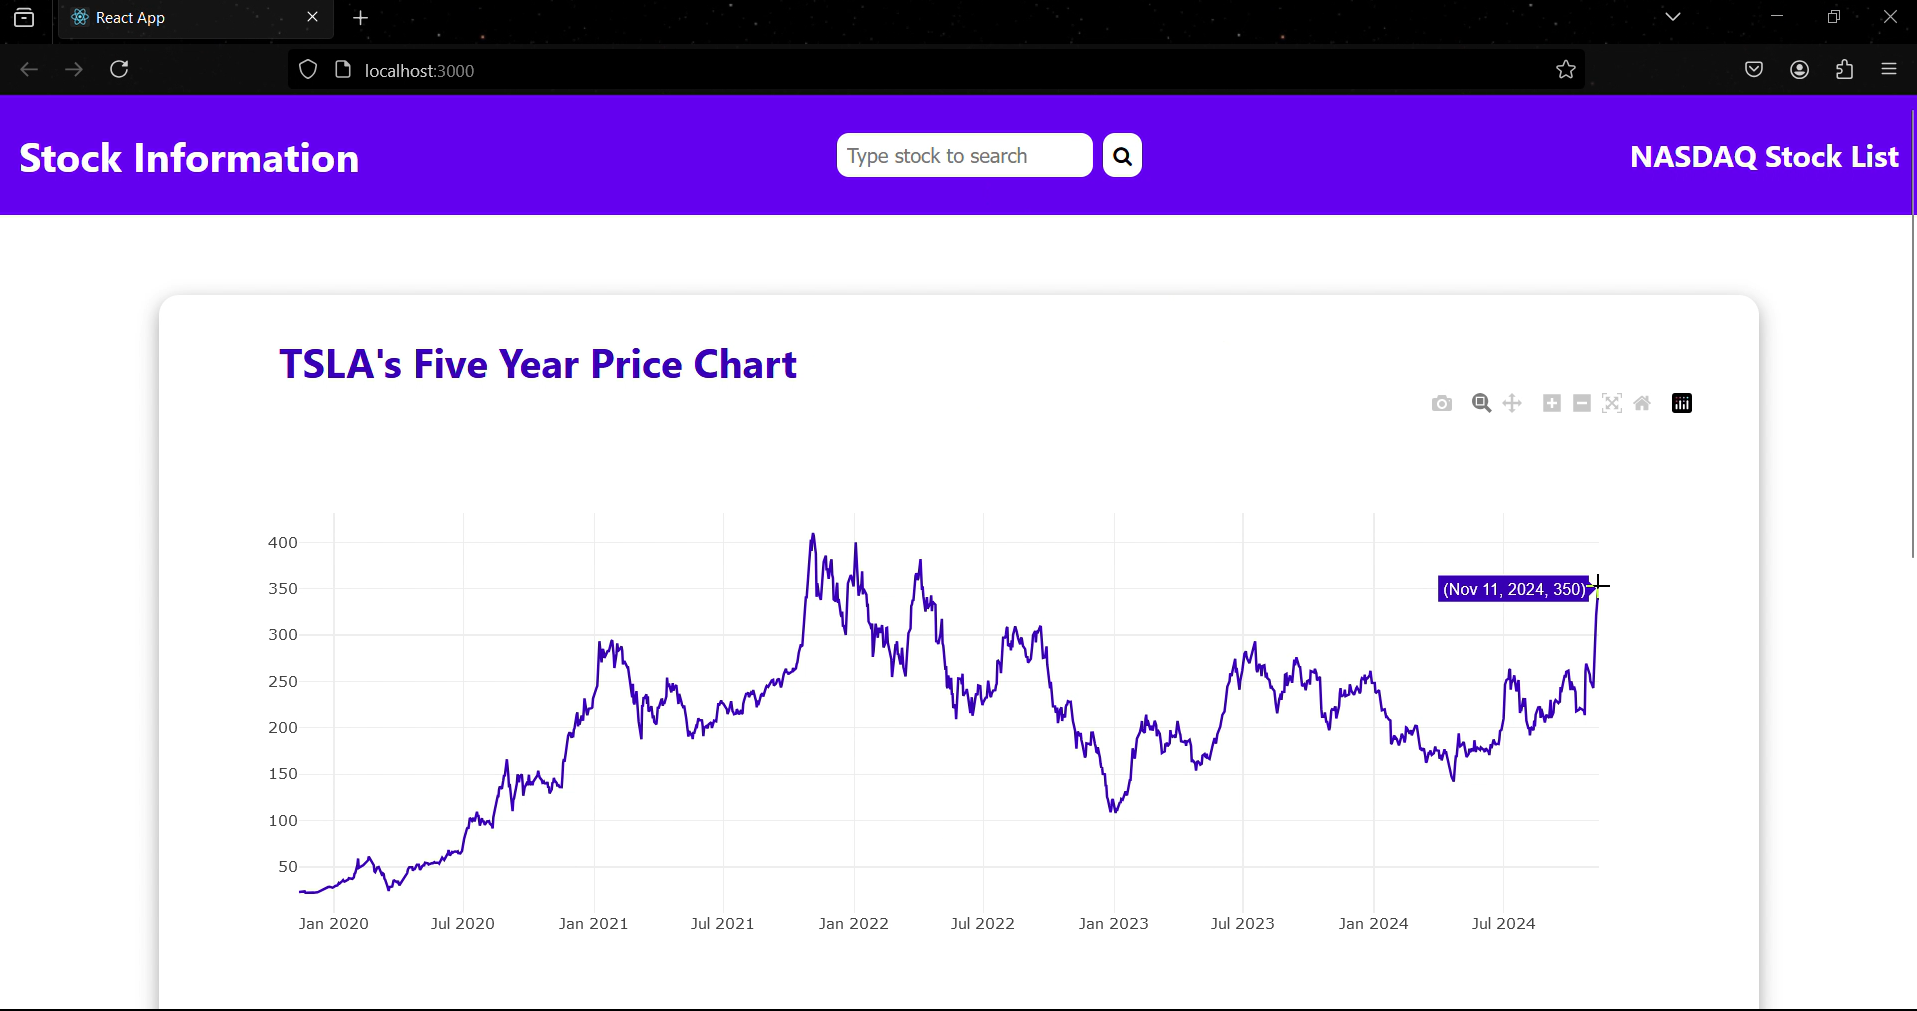 React App
localhost:3000
Stock Information
Type stock to search
NASDAQ Stock List
TSLA's Five Year Price Chart
400
350
(Nov 11, 2024, 350)
300
250
200
150
100
50
Jan 2020 Jul 2020 Jan 2021 Jul 2021 Jan 2022 Jul 2022 Jan 2023 Jul 2023 Jan 2024 Jul 2024